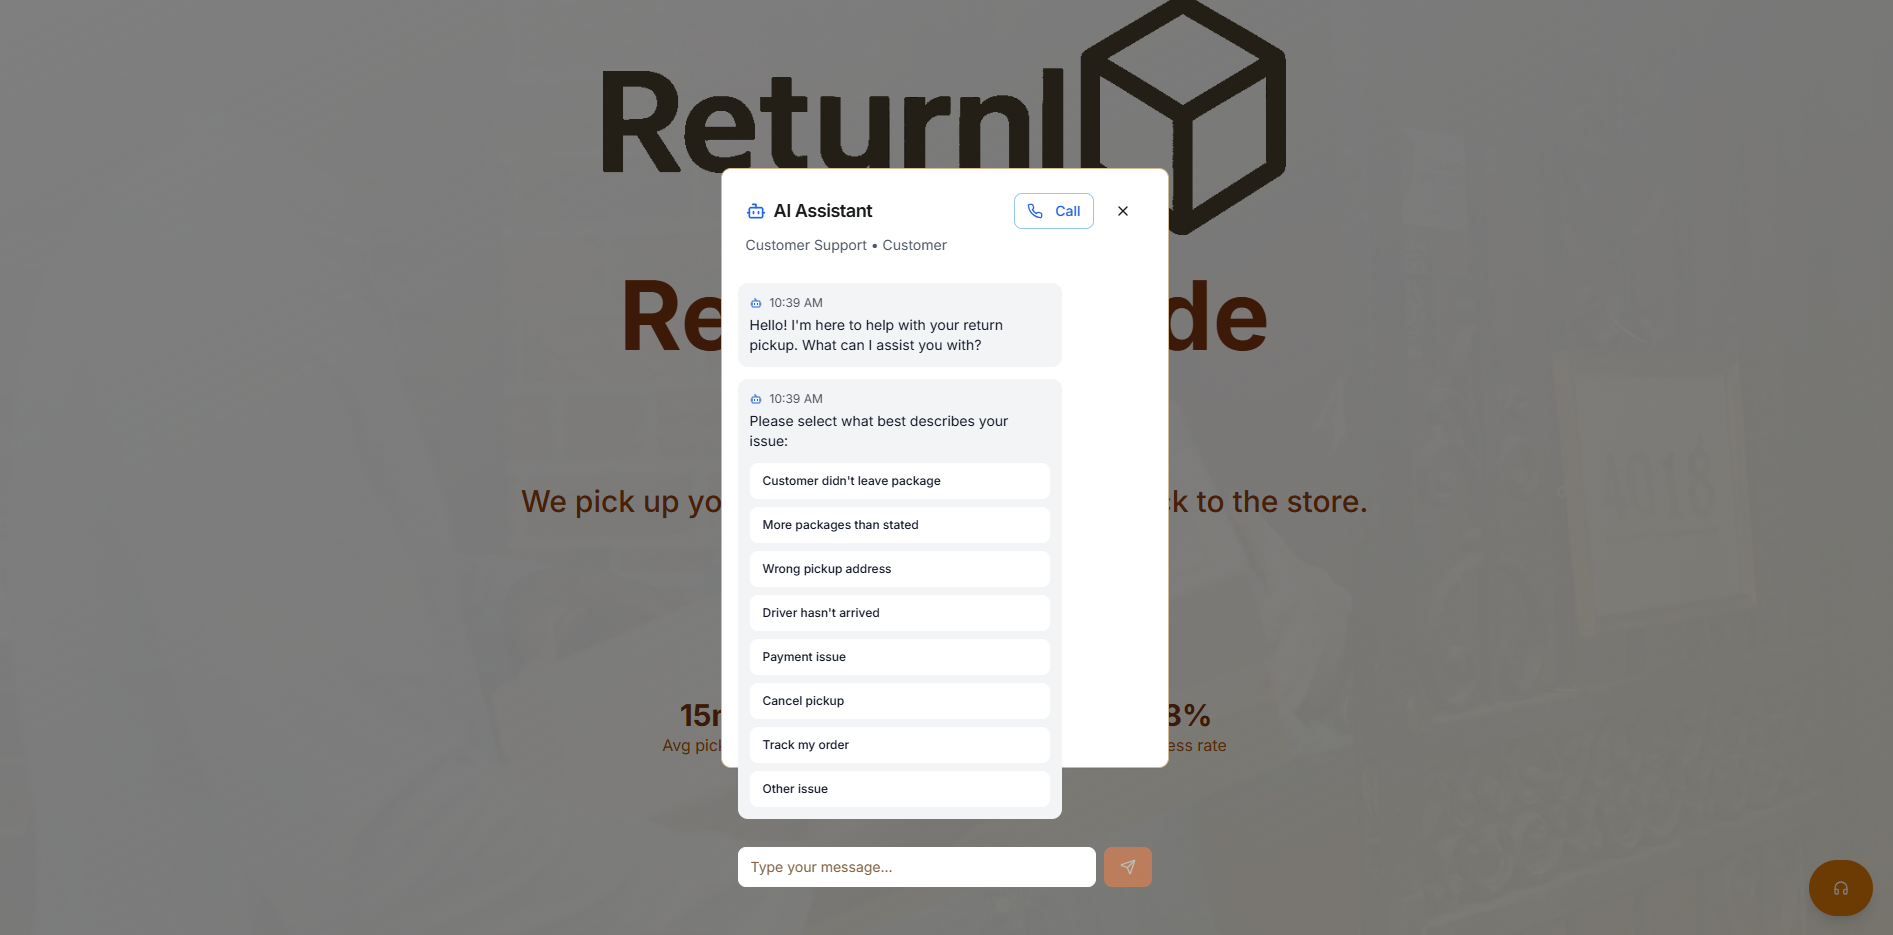 Returnl
AI Assistant
Call
Customer Support • Customer
Re
de
10:39 AM
Hello! I'm here to help with your return
pickup. What can I assist you with?
10:39 AM
Please select what best describes your
issue:
Customer didn't leave package
We pick up yo
k to the store.
More packages than stated
Wrong pickup address
Driver hasn't arrived
Payment issue
Cancel pickup
15
%
Avg pick
ess rate
Track my order
Other issue
Type your message...